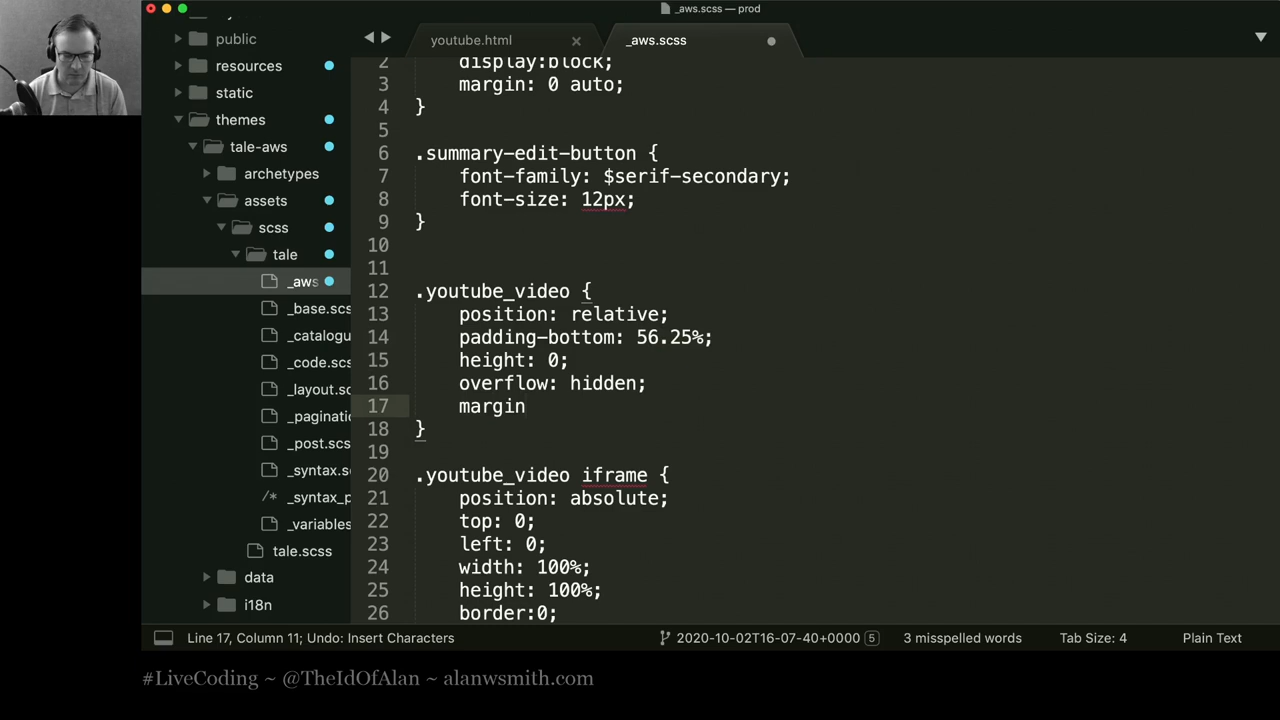 _aws.scss — prod
public
resources
static
themes
tale-aws
archetypes
assets
scss
tale
_aws
_base.scs
_catalogu
_code.scs
_layout.sc
_paginatio
_post.scs
_syntax.s
_syntax_p
_variables
tale.scss
data
i18n
youtube.html
_aws.scss
2 display:block;
3 margin: 0 auto;
4 }
5
6 .summary-edit-button {
7 font-family: $serif-secondary;
8 font-size: 12px;
9 }
10
11
12 .youtube_video {
13 position: relative;
14 padding-bottom: 56.25%;
15 height: 0;
16 overflow: hidden;
17 margin
18 }
19
20 .youtube_video iframe {
21 position: absolute;
22 top: 0;
23 left: 0;
24 width: 100%;
25 height: 100%;
26 border:0;
Line 17, Column 11; Undo: Insert Characters
2020-10-02T16-07-40+0000 5
3 misspelled words
Tab Size: 4
Plain Text
#LiveCoding ~ @TheIdOfAlan ~ alanwsmith.com